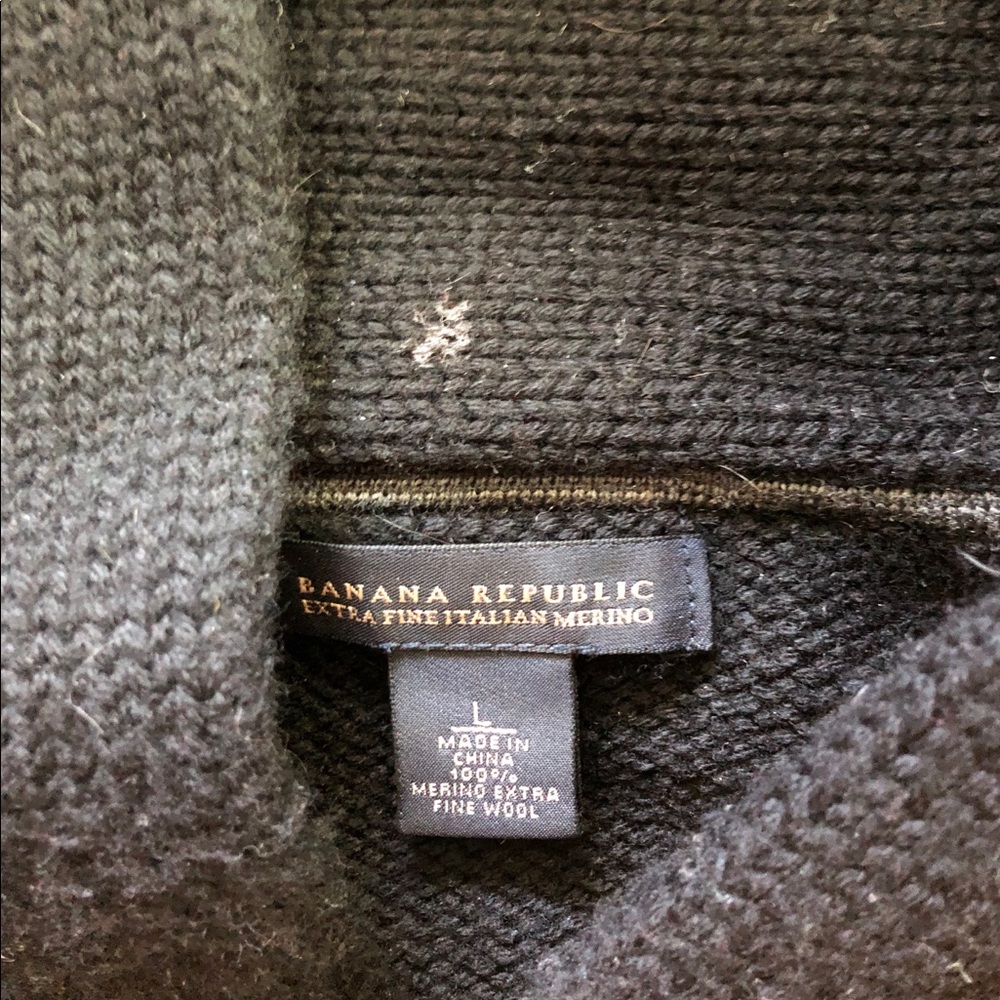 BANANA REPUBLIC
EXTRA FINE ITALIAN MERINO
L
MADE IN
CHINA
100%
MERINO EXTRA
FINE WOOL